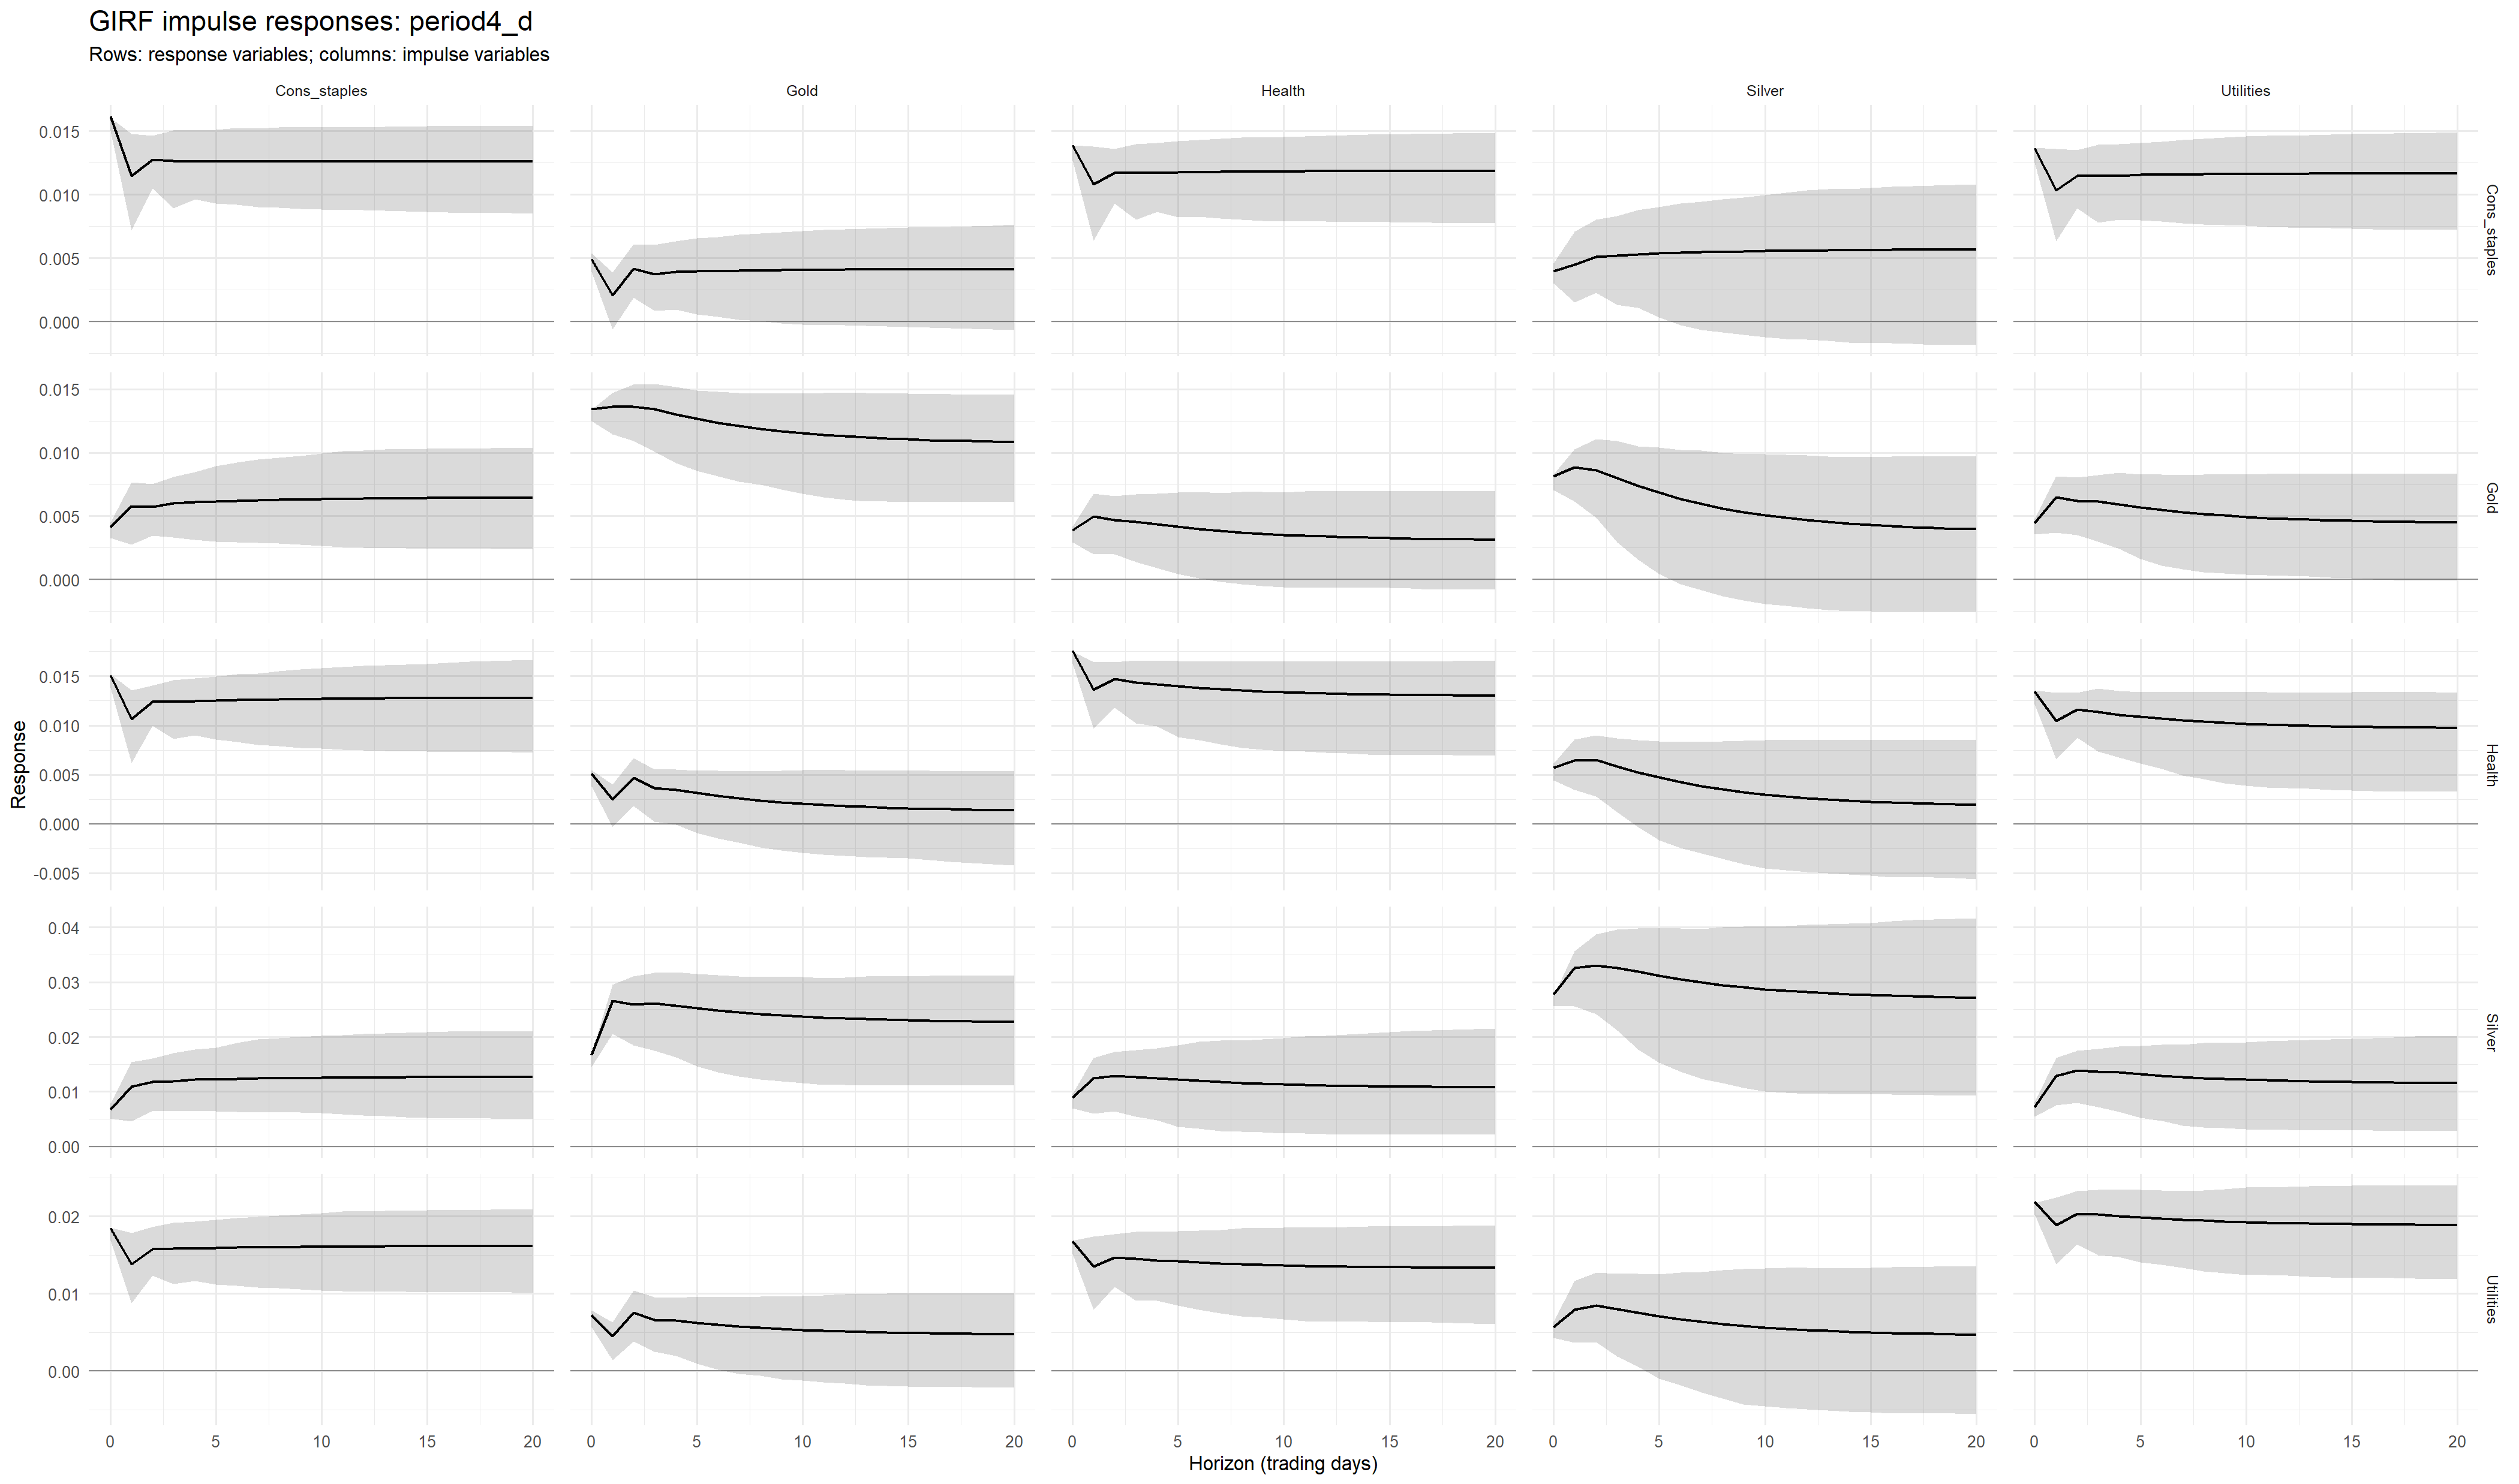 GIRF impulse responses: period4_d
Rows: response variables; columns: impulse variables
Cons_staples Gold Health Silver Utilities
0.015
0.010
0.005
0.000
Cons_staples
0.015
0.010
0.005
0.000
Gold
Response
0.015
0.010
0.005
0.000
-0.005
Health
0.04
0.03
0.02
0.01
0.00
Silver
0.02
0.01
0.00
Utilities
0 5 10 15 20 0 5 10 15 20 0 5 10 15 20 0 5 10 15 20 0 5 10 15 20
Horizon (trading days)